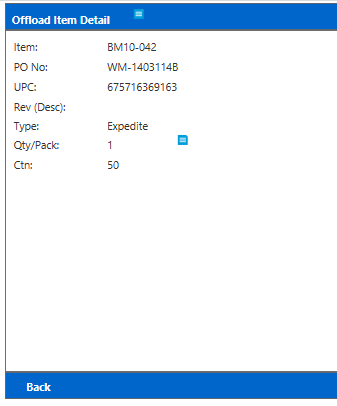 Offload Item Detail
Item: BM10-042
PO No: WM-1403114B
UPC: 675716369163
Rev (Desc):
Type: Expedite
Qty/Pack: 1
Ctn: 50
Back